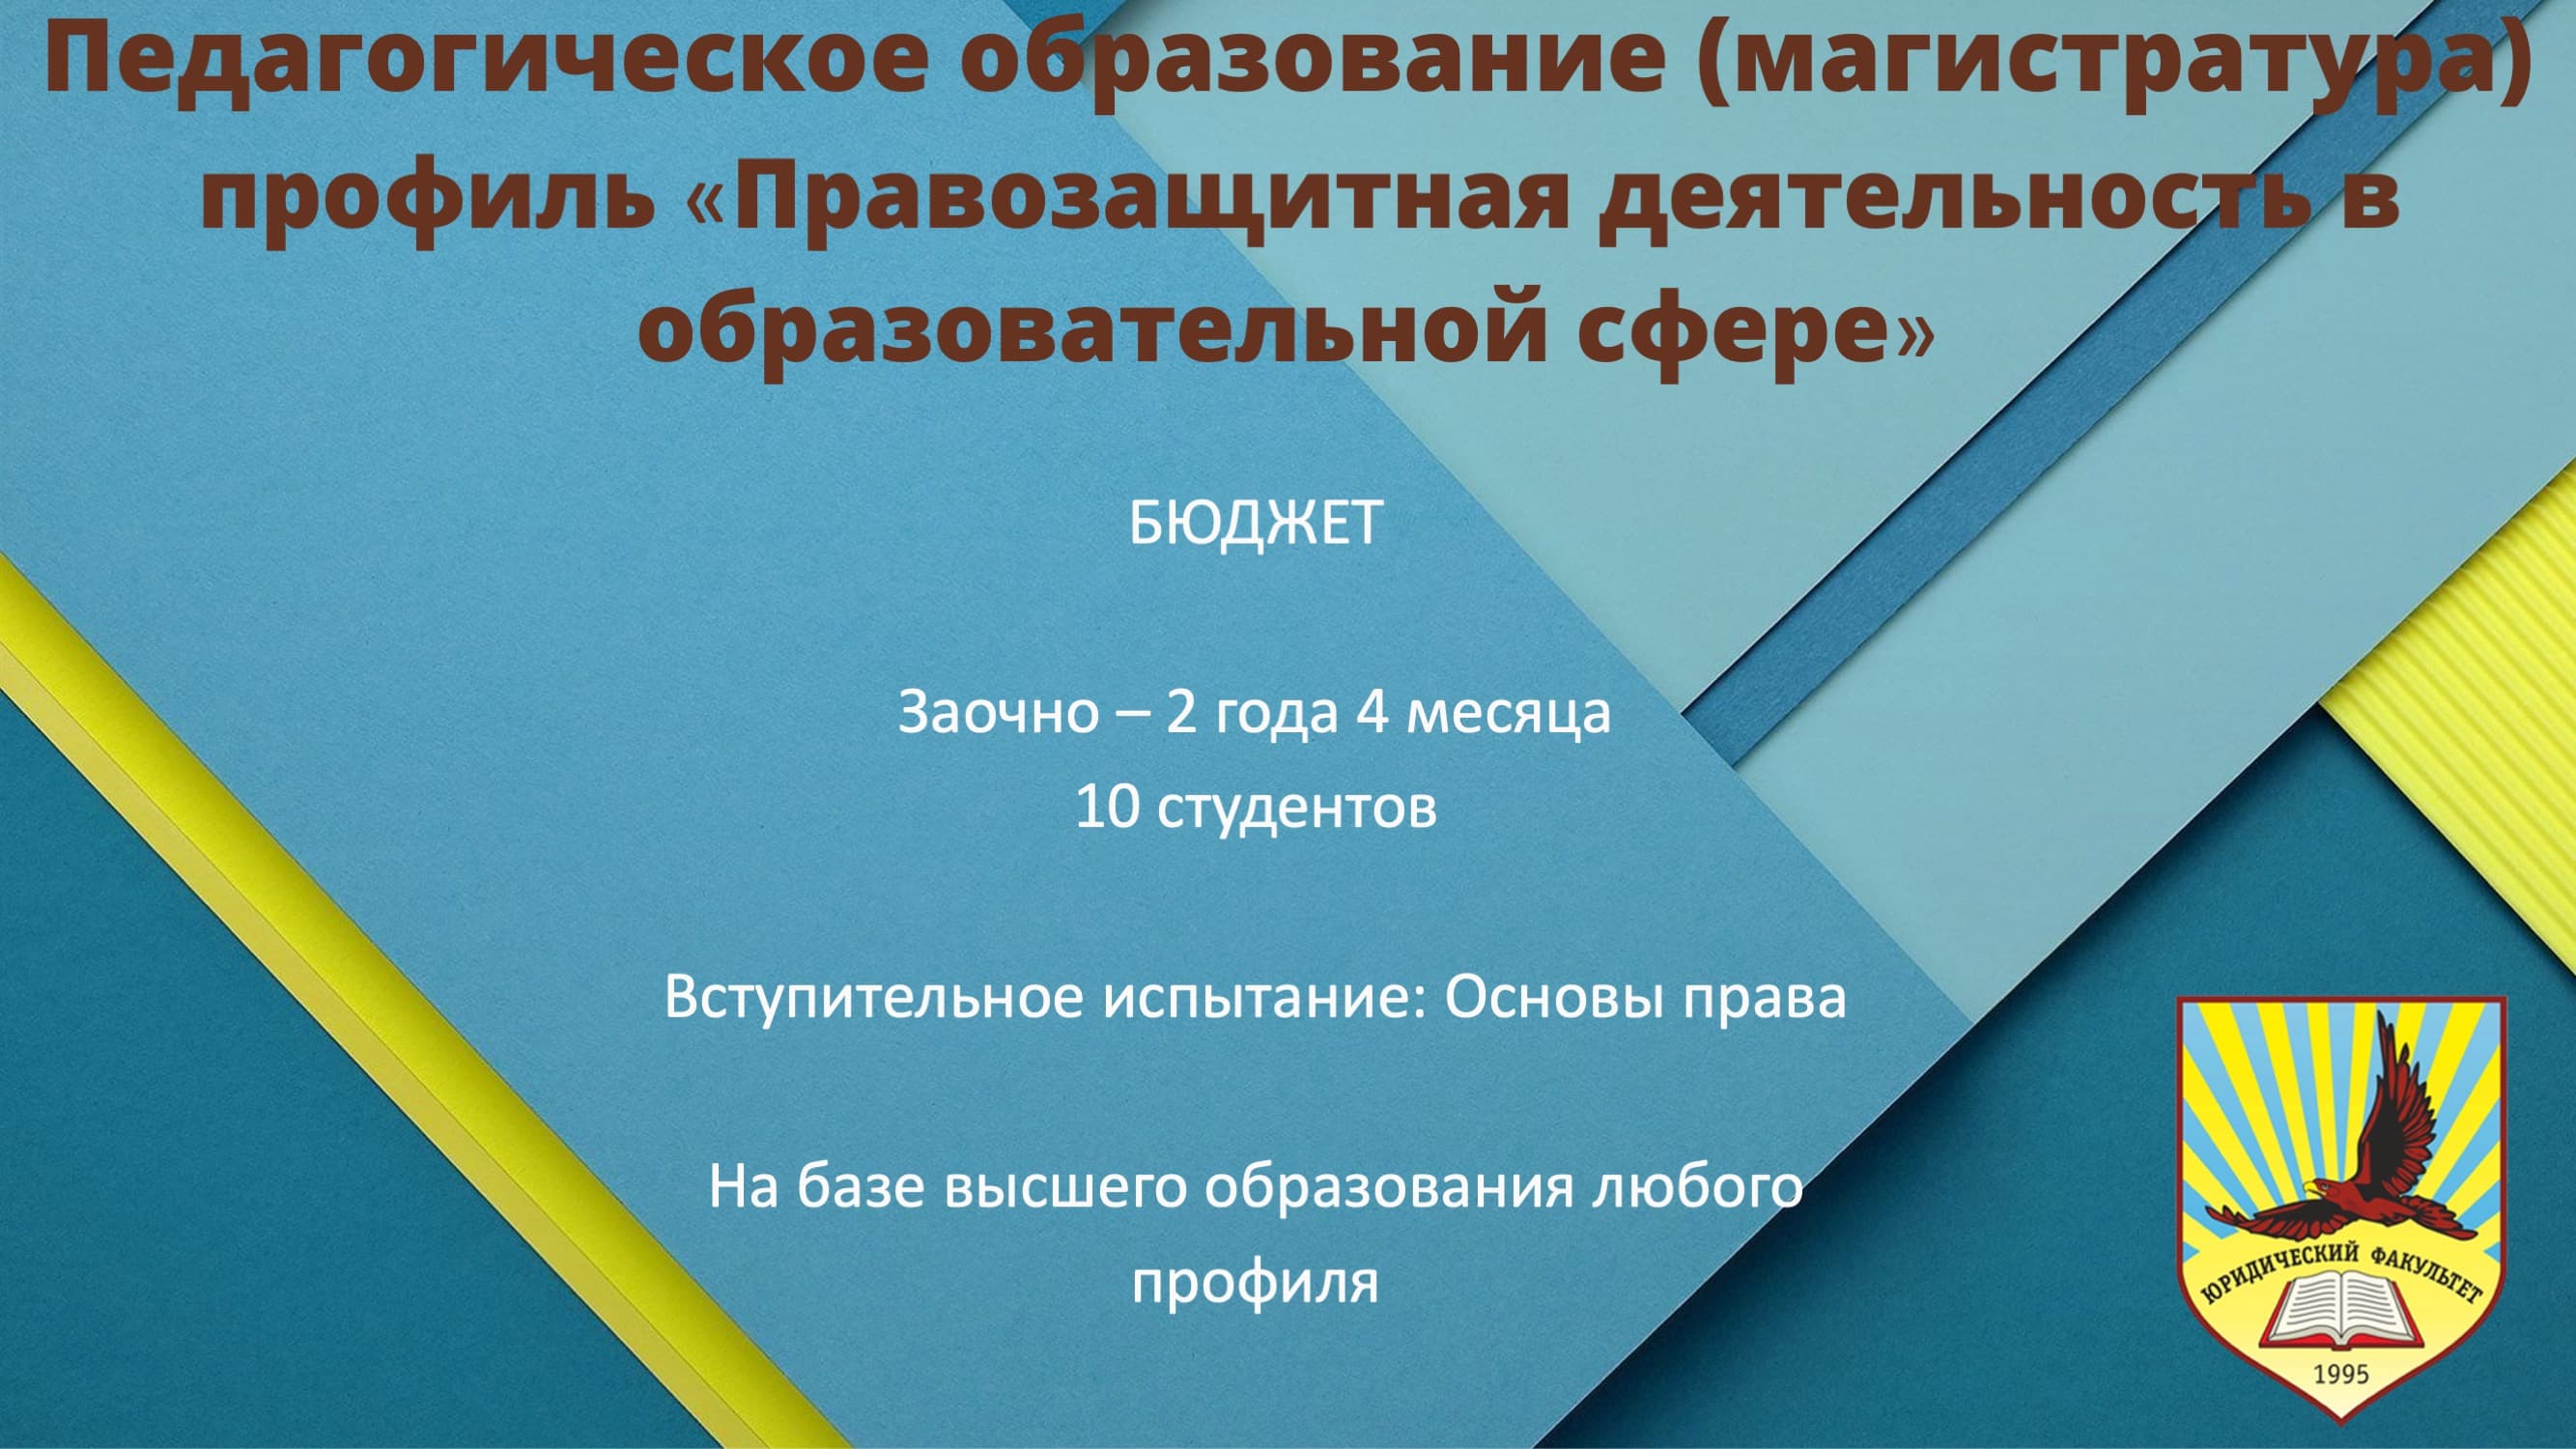 Педагогическое образование (магистратура)
профиль «Правозащитная деятельность в
образовательной сфере»
БЮДЖЕТ
Заочно – 2 года 4 месяца
10 студентов
Вступительное испытание: Основы права
На базе высшего образования любого
профиля
ЮРИДИЧЕСКИЙ ФАКУЛЬТЕТ
1995